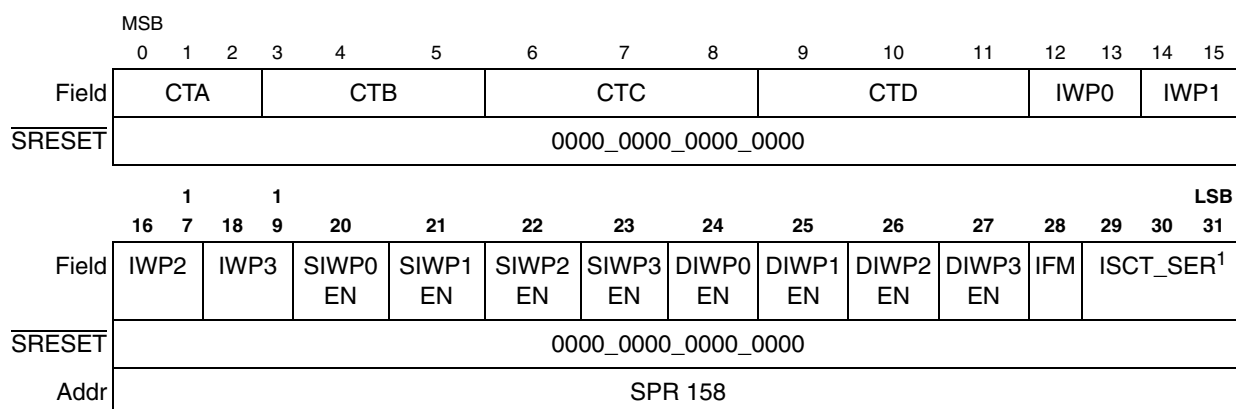 MSB
0 1 2 3 4 5 6 7 8 9 10 11 12 13 14 15
Field CTA CTB CTC CTD IWP0 IWP1
SRESET 0000_0000_0000_0000
1 1 LSB
16 7 18 9 20 21 22 23 24 25 26 27 28 29 30 31
Field IWP2 IWP3 SIWP0 SIWP1 SIWP2 SIWP3 DIWP0 DIWP1 DIWP2 DIWP3 IFM ISCT_SER1
EN EN EN EN EN EN EN EN
SRESET 0000_0000_0000_0000
Addr SPR 158